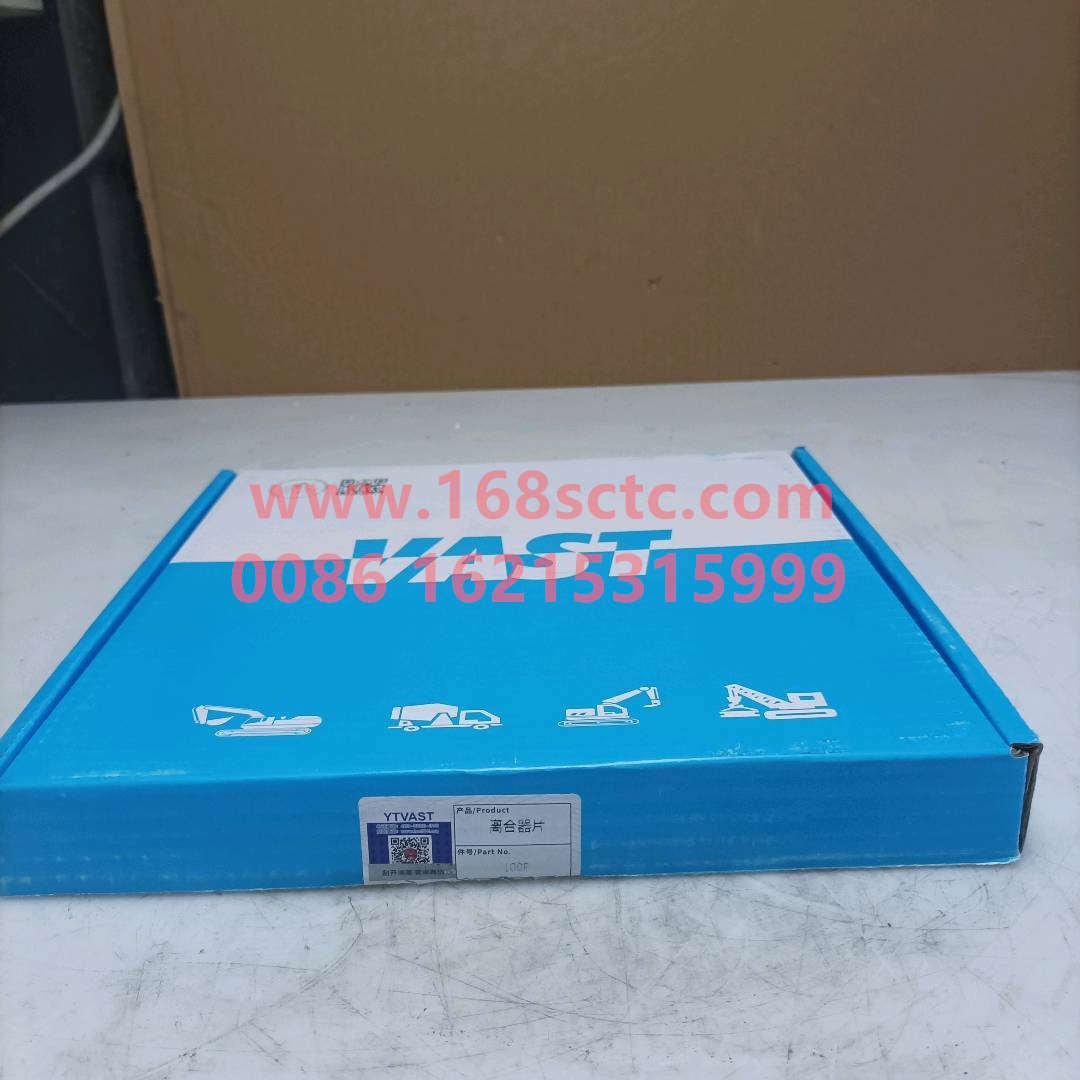 www.168sctc.com
VAST
0086 16215315999
YTVAST
产品/Product
离合器片
件号/Part No.